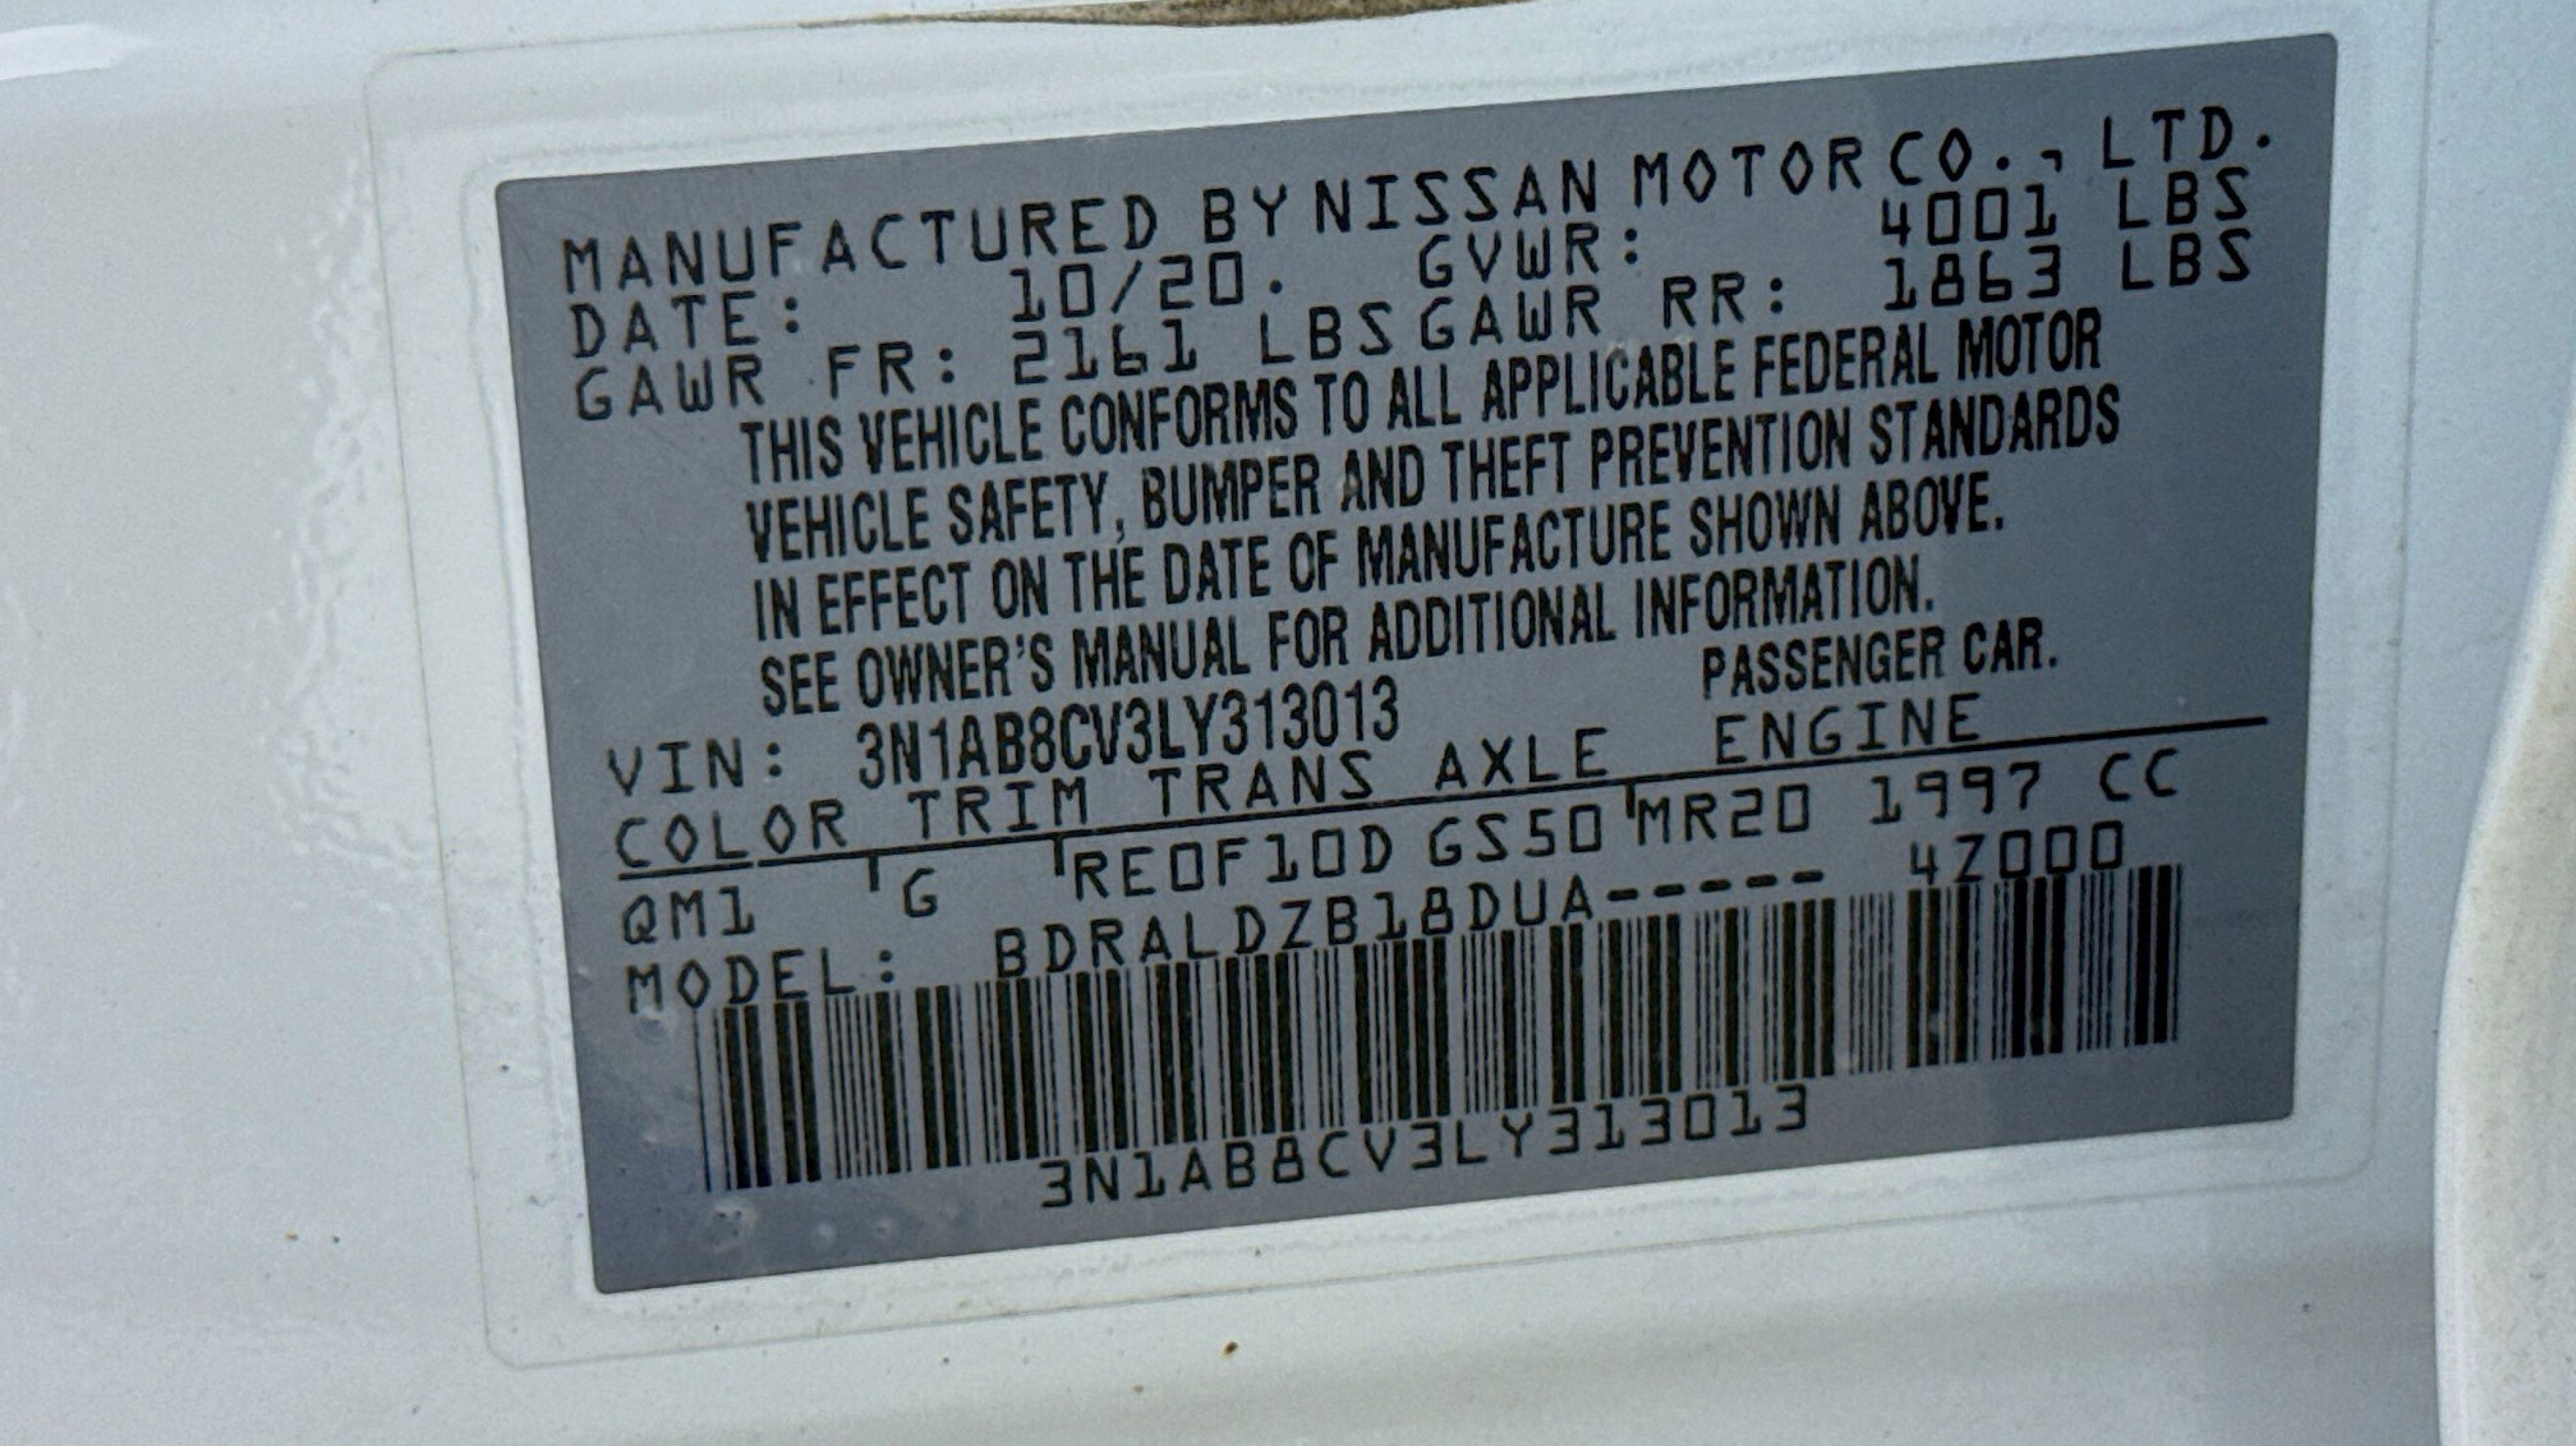 MANUFACTURED BY NISSAN MOTOR CO., LTD.
DATE: 10/20. GVWR: 4001 LBS
GAWR FR: 2161 LBS GAWR RR: 1863 LBS
THIS VEHICLE CONFORMS TO ALL APPLICABLE FEDERAL MOTOR
VEHICLE SAFETY, BUMPER AND THEFT PREVENTION STANDARDS
IN EFFECT ON THE DATE OF MANUFACTURE SHOWN ABOVE.
SEE OWNER'S MANUAL FOR ADDITIONAL INFORMATION.
VIN: 3N1AB8CV3LY313013 PASSENGER CAR.
COLOR TRIM TRANS AXLE ENGINE
QM1 G RE0F10D GS50 MR20 1997 CC
MODEL: BDRALDZB18DUA----- 4Z000
3N1AB8CV3LY313013